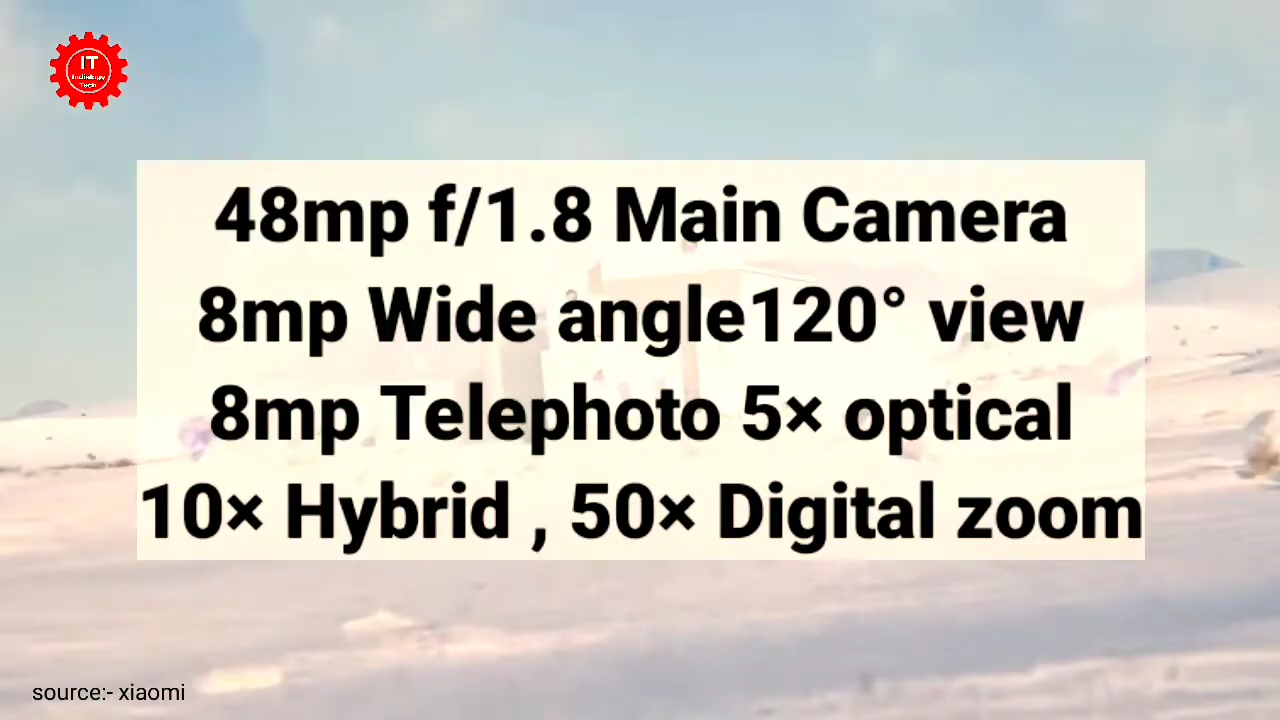 IT
Tech
48mp f/1.8 Main Camera
8mp Wide angle120° view
8mp Telephoto 5× optical
10× Hybrid , 50× Digital zoom
source:- xiaomi